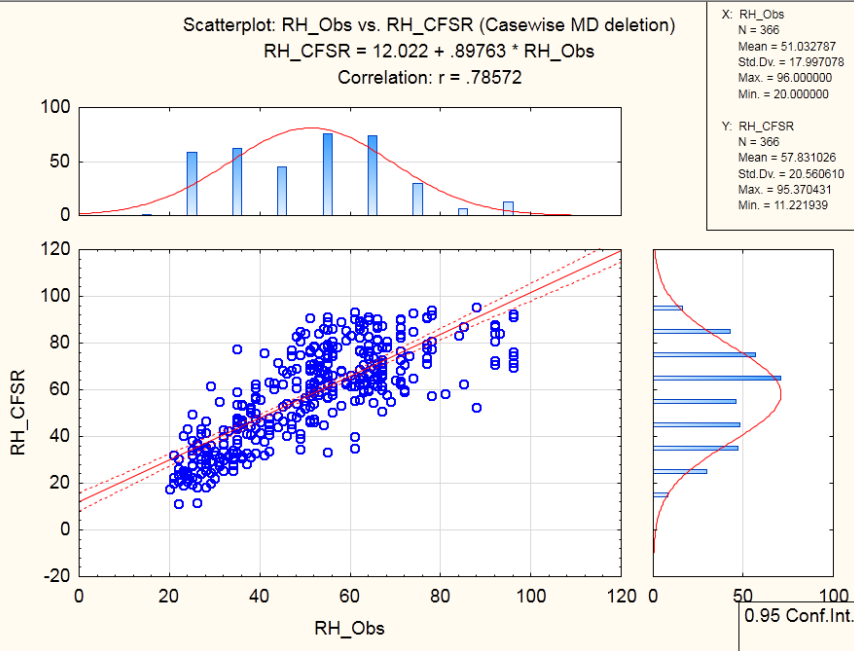 Scatterplot: RH_Obs vs. RH_CFSR (Casewise MD deletion)
RH_CFSR = 12.022 + .89763 * RH_Obs
Correlation: r = .78572
X: RH_Obs
N = 366
Mean = 51.032787
Std.Dv. = 17.997078
Max. = 96.000000
Min. = 20.000000
Y: RH_CFSR
N = 366
Mean = 57.831026
Std.Dv. = 20.560610
Max. = 95.370431
Min. = 11.221939
100
50
0
120
100
80
60
40
20
0
-20
RH_CFSR
0 20 40 60 80 100 120
RH_Obs
0 50 100
0.95 Conf.Int.